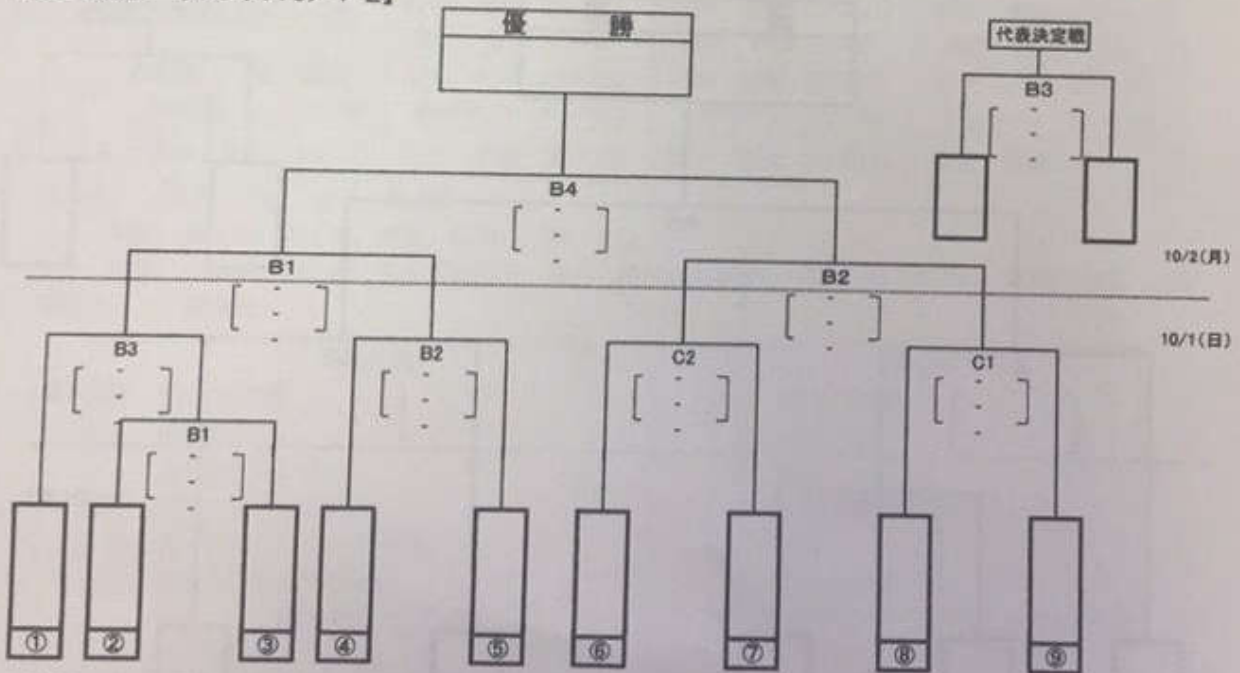 優 勝
代表決定戦
B3
B4
10/2(月)
B1
B2
10/1(日)
B3
B2
C2
C1
B1
① ② ③ ④ ⑤ ⑥ ⑦ ⑧ ⑨